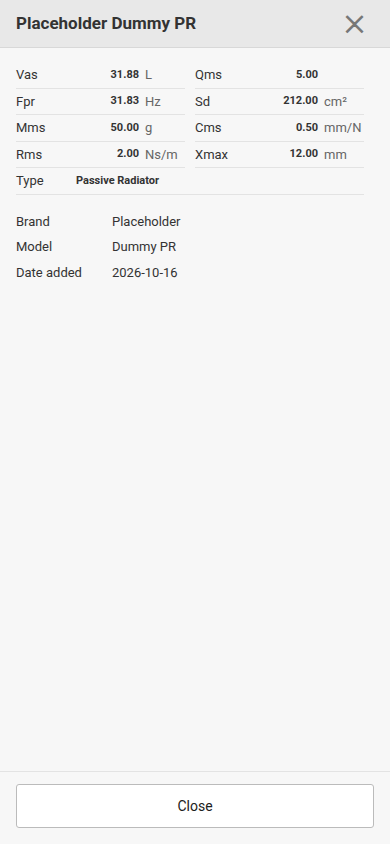 Placeholder Dummy PR
Vas 31.88 L Qms 5.00
Fpr 31.83 Hz Sd 212.00 cm²
Mms 50.00 g Cms 0.50 mm/N
Rms 2.00 Ns/m Xmax 12.00 mm
Type Passive Radiator
Brand Placeholder
Model Dummy PR
Date added 2026-10-16
Close